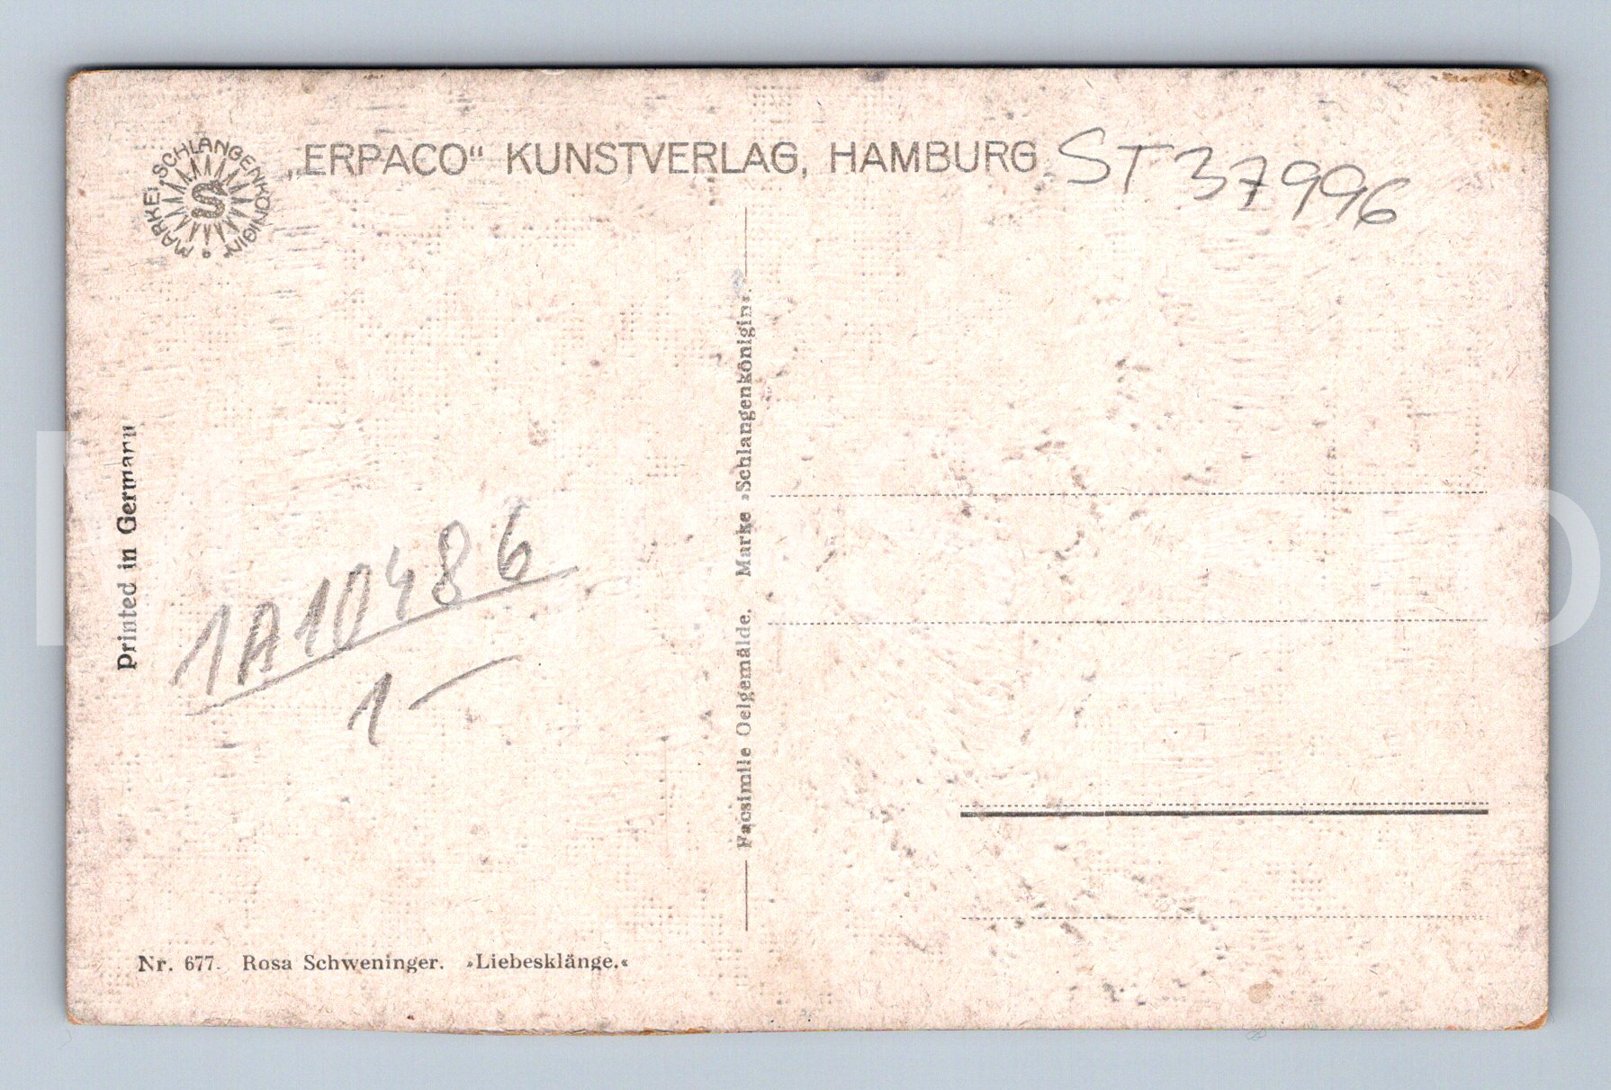 MARKE: SCHLANGENKÖNIGIN
S
„ERPACO“ KUNSTVERLAG, HAMBURG
ST 37996
Printed in Germany
1A10486
1-
Facsimile Oelgemälde. Marke »Schlangenkönigin«
Nr. 677. Rosa Schweninger. »Liebesklänge.«